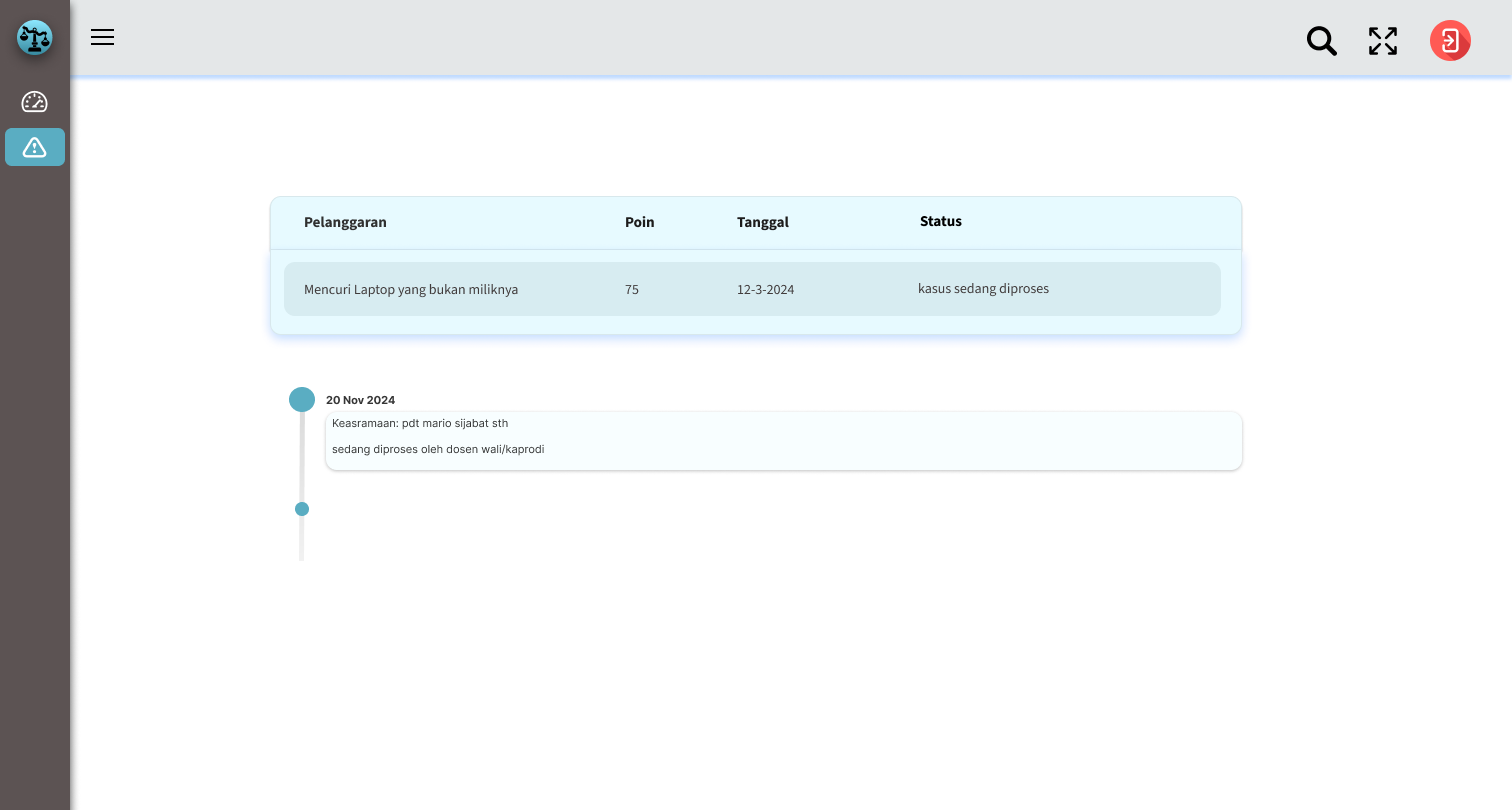 Pelanggaran Poin Tanggal Status
Mencuri Laptop yang bukan miliknya 75 12-3-2024 kasus sedang diproses
20 Nov 2024
Keasramaan: pdt mario sijabat sth
sedang diproses oleh dosen wali/kaprodi